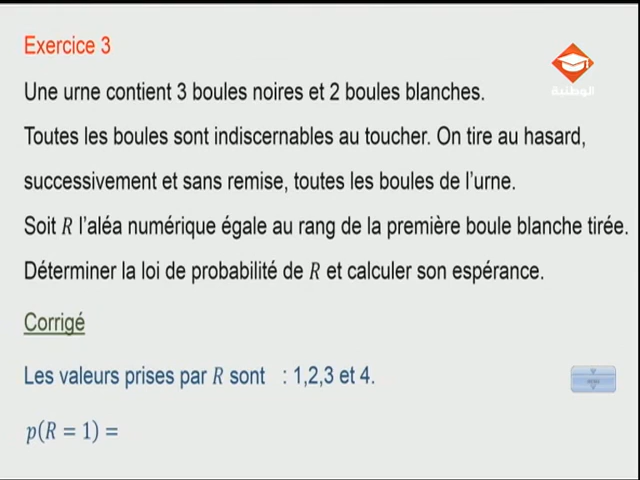 Exercice 3
الوطنية
Une urne contient 3 boules noires et 2 boules blanches.
Toutes les boules sont indiscernables au toucher. On tire au hasard,
successivement et sans remise, toutes les boules de l'urne.
Soit R l'aléa numérique égale au rang de la première boule blanche tirée.
Déterminer la loi de probabilité de R et calculer son espérance.
Corrigé
Les valeurs prises par R sont : 1,2,3 et 4.
p(R = 1) =